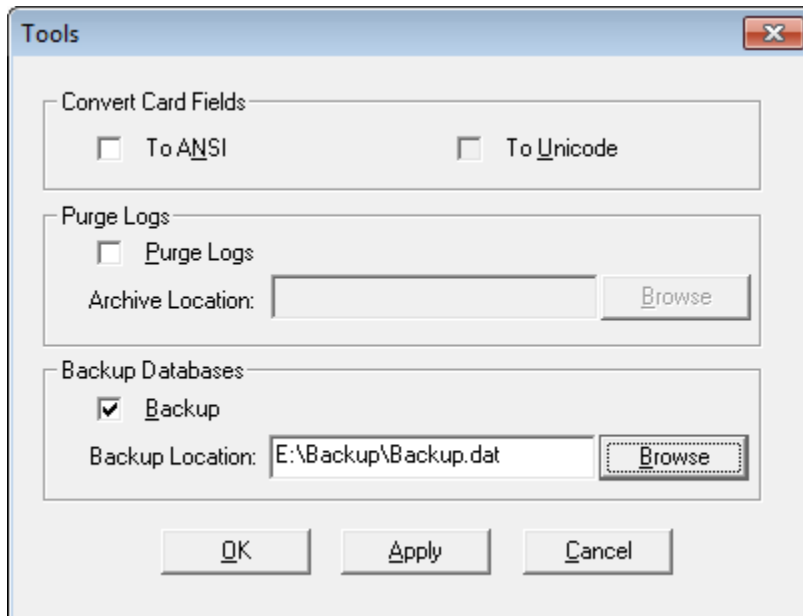 Tools
Convert Card Fields
To ANSI To Unicode
Purge Logs
Purge Logs
Archive Location: Browse
Backup Databases
Backup
Backup Location: E:\Backup\Backup.dat Browse
OK Apply Cancel